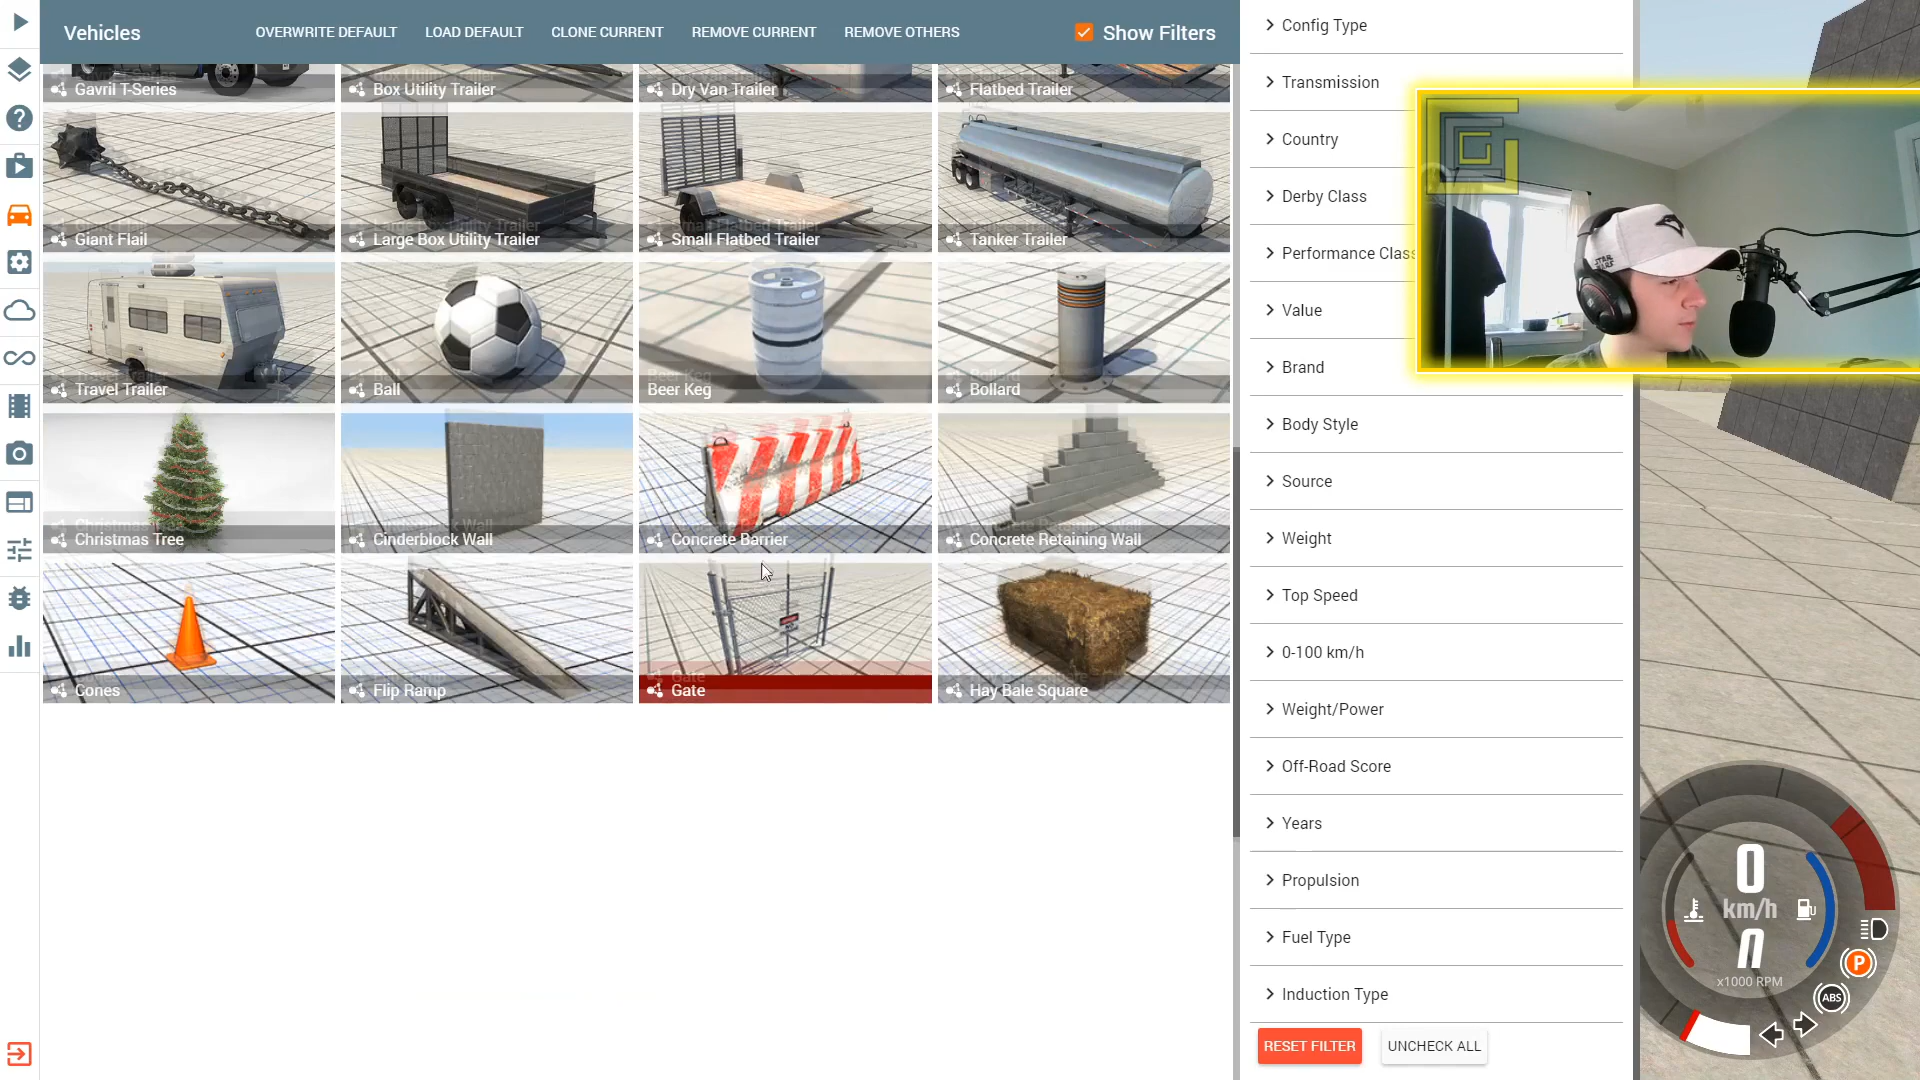 Vehicles
OVERWRITE DEFAULT
LOAD DEFAULT
CLONE CURRENT
REMOVE CURRENT
REMOVE OTHERS
Show Filters
Gavril T-Series
Box Utility Trailer
Dry Van Trailer
Flatbed Trailer
Giant Flail
Large Box Utility Trailer
Small Flatbed Trailer
Tanker Trailer
Travel Trailer
Ball
Beer Keg
Bollard
Christmas Tree
Cinderblock Wall
Concrete Barrier
Concrete Retaining Wall
Cones
Flip Ramp
Gate
Hay Bale Square
Config Type
Transmission
Country
Derby Class
Performance Class
Value
Brand
Body Style
Source
Weight
Top Speed
0-100 km/h
Weight/Power
Off-Road Score
Years
Propulsion
Fuel Type
Induction Type
RESET FILTER
UNCHECK ALL
STAR WARS
0
km/h
n
x1000 RPM
P
ABS